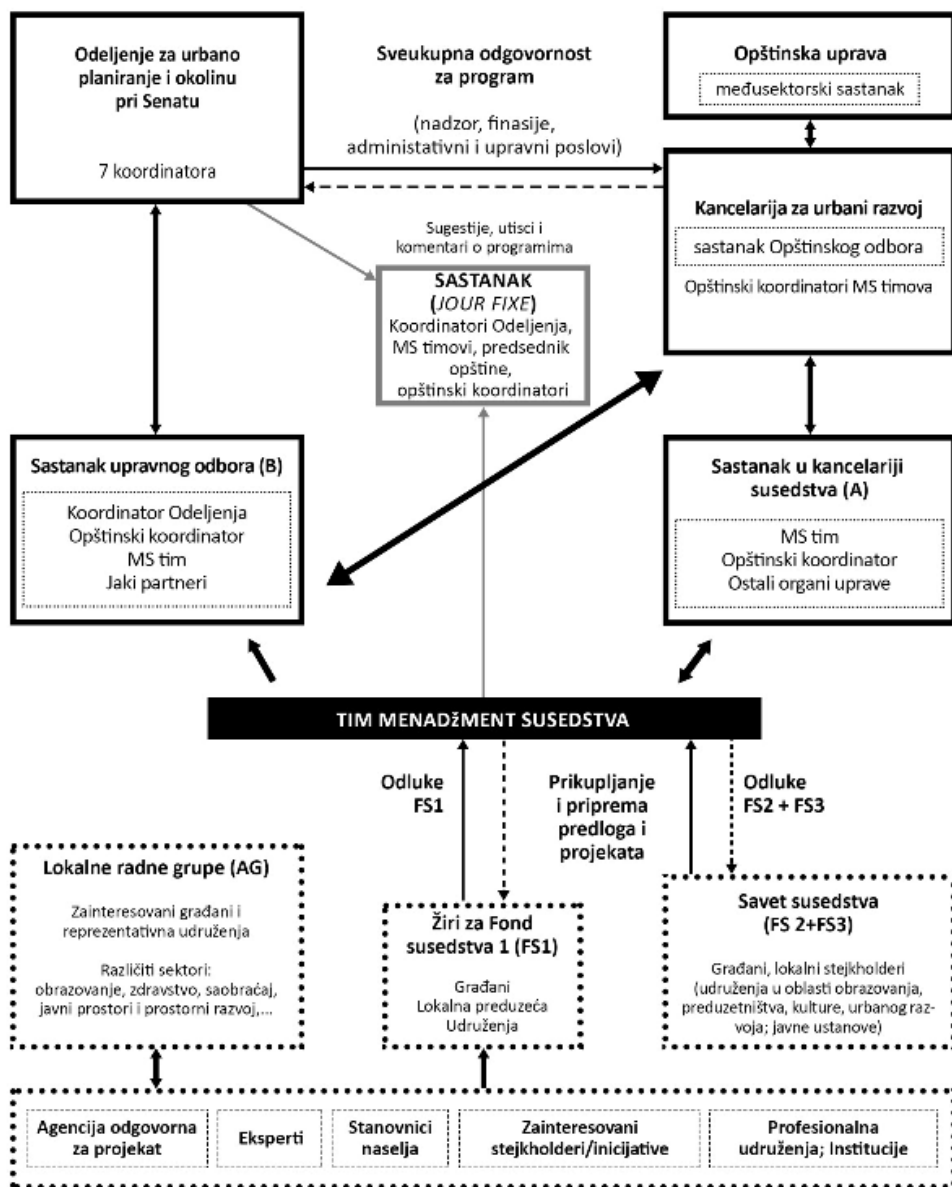 Odeljenje za urbano
planiranje i okolinu
pri Senatu
7 koordinatora
Sveukupna odgovornost
za program
(nadzor, finasije,
administativni i upravni poslovi)
Opštinska uprava
međusektorski sastanak
Kancelarija za urbani razvoj
sastanak Opštinskog odbora
Opštinski koordinatori MS timova
Sugestije, utisci i
komentari o programima
SASTANAK
(JOUR FIXE)
Koordinatori Odeljenja,
MS timovi, predsednik
opštine,
opštinski koordinatori
Sastanak upravnog odbora (B)
Koordinator Odeljenja
Opštinski koordinator
MS tim
Jaki partneri
Sastanak u kancelariji
susedstva (A)
MS tim
Opštinski koordinator
Ostali organi uprave
TIM MENADžMENT SUSEDSTVA
Odluke
FS1
Prikupljanje
i priprema
predloga i
projekata
Odluke
FS2 + FS3
Lokalne radne grupe (AG)
Zainteresovani građani i
reprezentativna udruženja
Različiti sektori:
obrazovanje, zdravstvo, saobraćaj,
javni prostori i prostorni razvoj,...
Žiri za Fond
susedstva 1 (FS1)
Građani
Lokalna preduzeća
Udruženja
Savet susedstva
(FS 2+FS3)
Građani, lokalni stejkholderi
(udruženja u oblasti obrazovanja,
preduzetništva, kulture, urbanog raz-
voja; javne ustanove)
Agencija odgovorna
za projekat
Eksperti
Stanovnici
naselja
Zainteresovani
stejkholderi/inicijative
Profesionalna
udruženja; Institucije